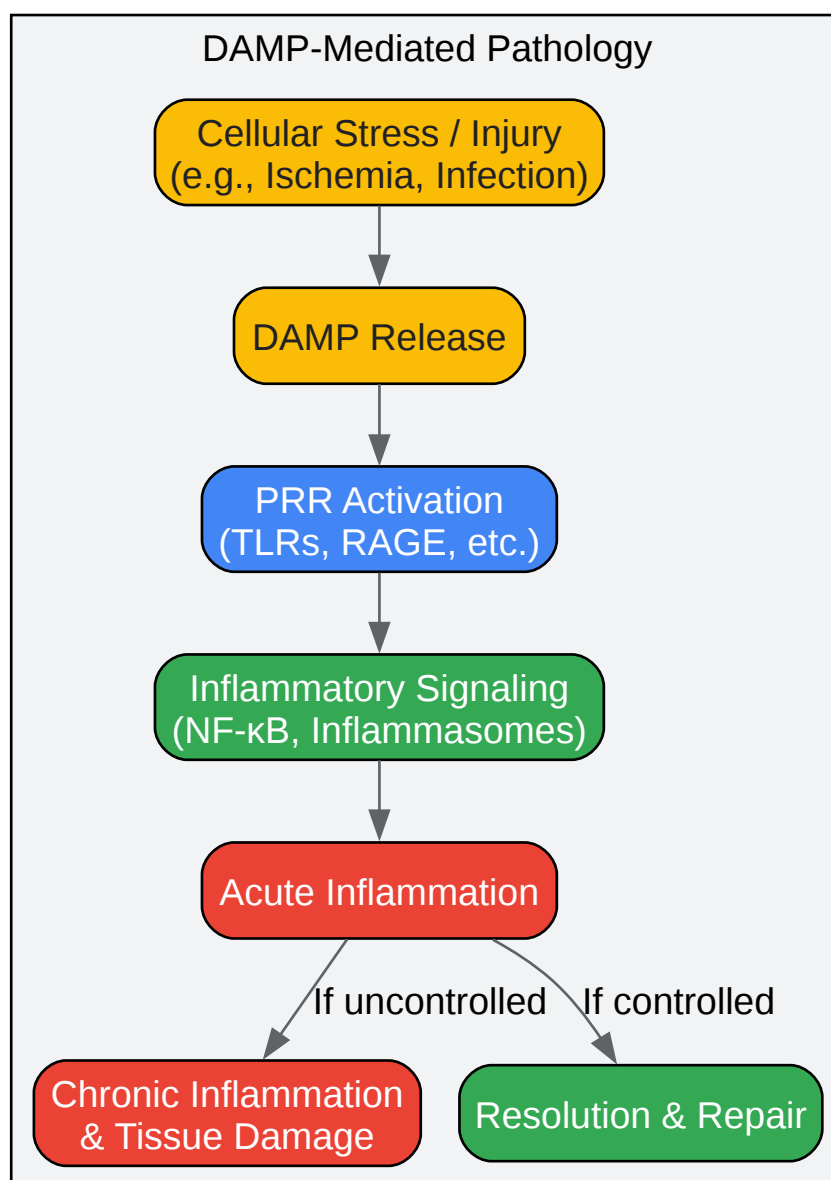 DAMP-Mediated Pathology
Cellular Stress / Injury
(e.g., Ischemia, Infection)
DAMP Release
PRR Activation
(TLRs, RAGE, etc.)
Inflammatory Signaling
(NF-κB, Inflammasomes)
Acute Inflammation
If uncontrolled
If controlled
Chronic Inflammation
& Tissue Damage
Resolution & Repair